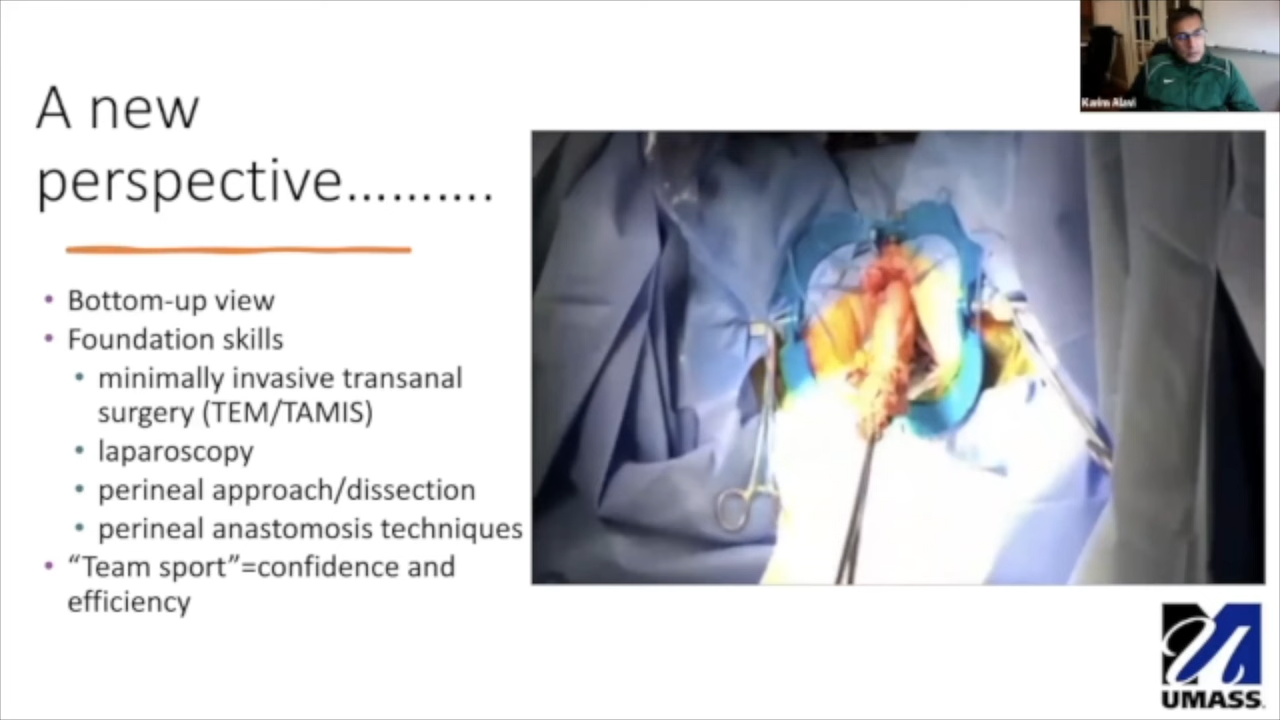 Karim Alavi
A new
perspective……….
• Bottom-up view
• Foundation skills
• minimally invasive transanal
surgery (TEM/TAMIS)
• laparoscopy
• perineal approach/dissection
• perineal anastomosis techniques
• “Team sport”=confidence and
efficiency
U
UMASS